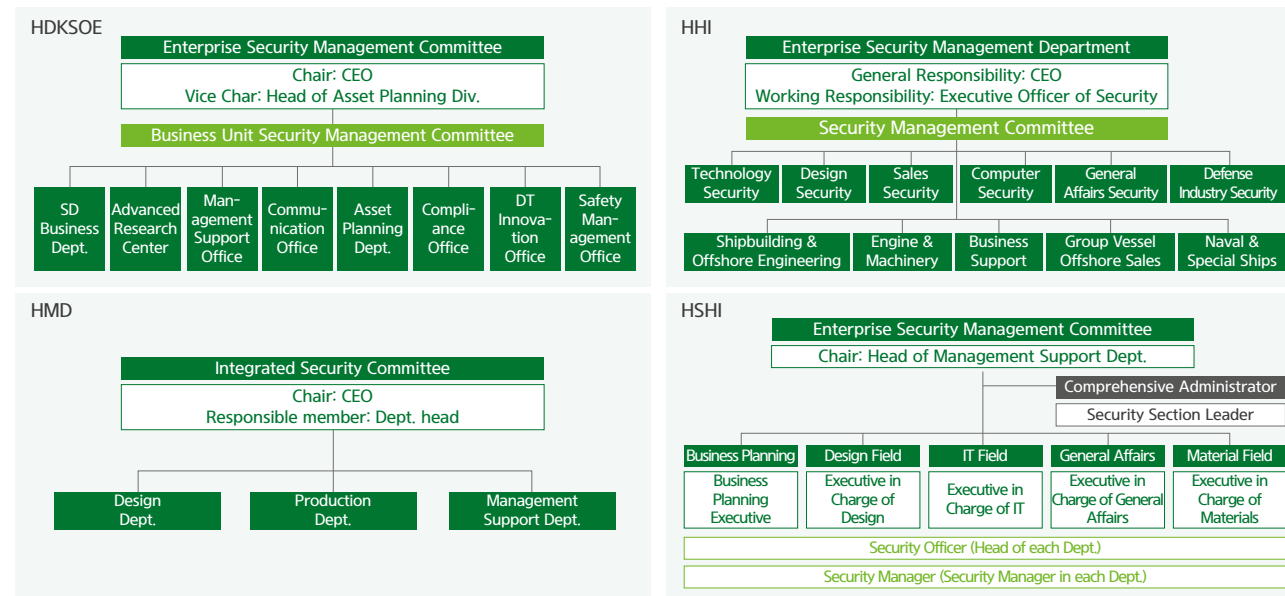 HDKSOE
Enterprise Security Management Committee
Chair: CEO
Vice Char: Head of Asset Planning Div.
Business Unit Security Management Committee
SD
Business
Dept.
Advanced
Research
Center
Man-
agement
Support
Office
Commu-
nication
Office
Asset
Planning
Dept.
Compli-
ance
Office
DT
Innova-
tion
Office
Safety
Man-
agement
Office
HHI
Enterprise Security Management Department
General Responsibility: CEO
Working Responsibility: Executive Officer of Security
Security Management Committee
Technology
Security
Design
Security
Sales
Security
Computer
Security
General
Affairs Security
Defense
Industry Security
Shipbuilding &
Offshore Engineering
Engine &
Machinery
Business
Support
Group Vessel
Offshore Sales
Naval &
Special Ships
HMD
Integrated Security Committee
Chair: CEO
Responsible member: Dept. head
Design
Dept.
Production
Dept.
Management
Support Dept.
HSHI
Enterprise Security Management Committee
Chair: Head of Management Support Dept.
Comprehensive Administrator
Security Section Leader
Business Planning
Business
Planning
Executive
Design Field
Executive in
Charge of
Design
IT Field
Executive in
Charge of IT
General Affairs
Executive in
Charge of General
Affairs
Material Field
Executive in
Charge of
Materials
Security Officer (Head of each Dept.)
Security Manager (Security Manager in each Dept.)